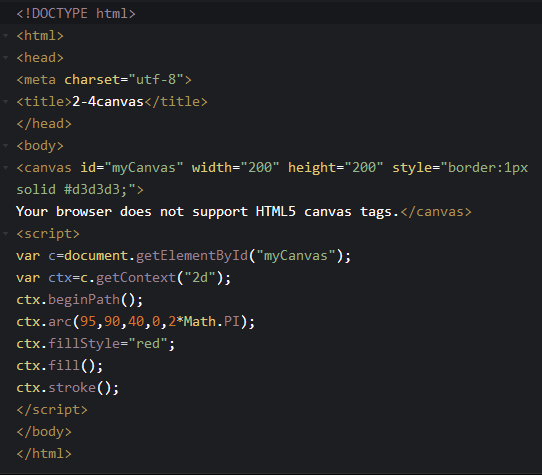 <!DOCTYPE html>
<html>
<head>
<meta charset="utf-8">
<title>2-4canvas</title>
</head>
<body>
<canvas id="myCanvas" width="200" height="200" style="border:1px
solid #d3d3d3;">
Your browser does not support HTML5 canvas tags.</canvas>
<script>
var c=document.getElementById("myCanvas");
var ctx=c.getContext("2d");
ctx.beginPath();
ctx.arc(95,90,40,0,2*Math.PI);
ctx.fillStyle="red";
ctx.fill();
ctx.stroke();
</script>
</body>
</html>